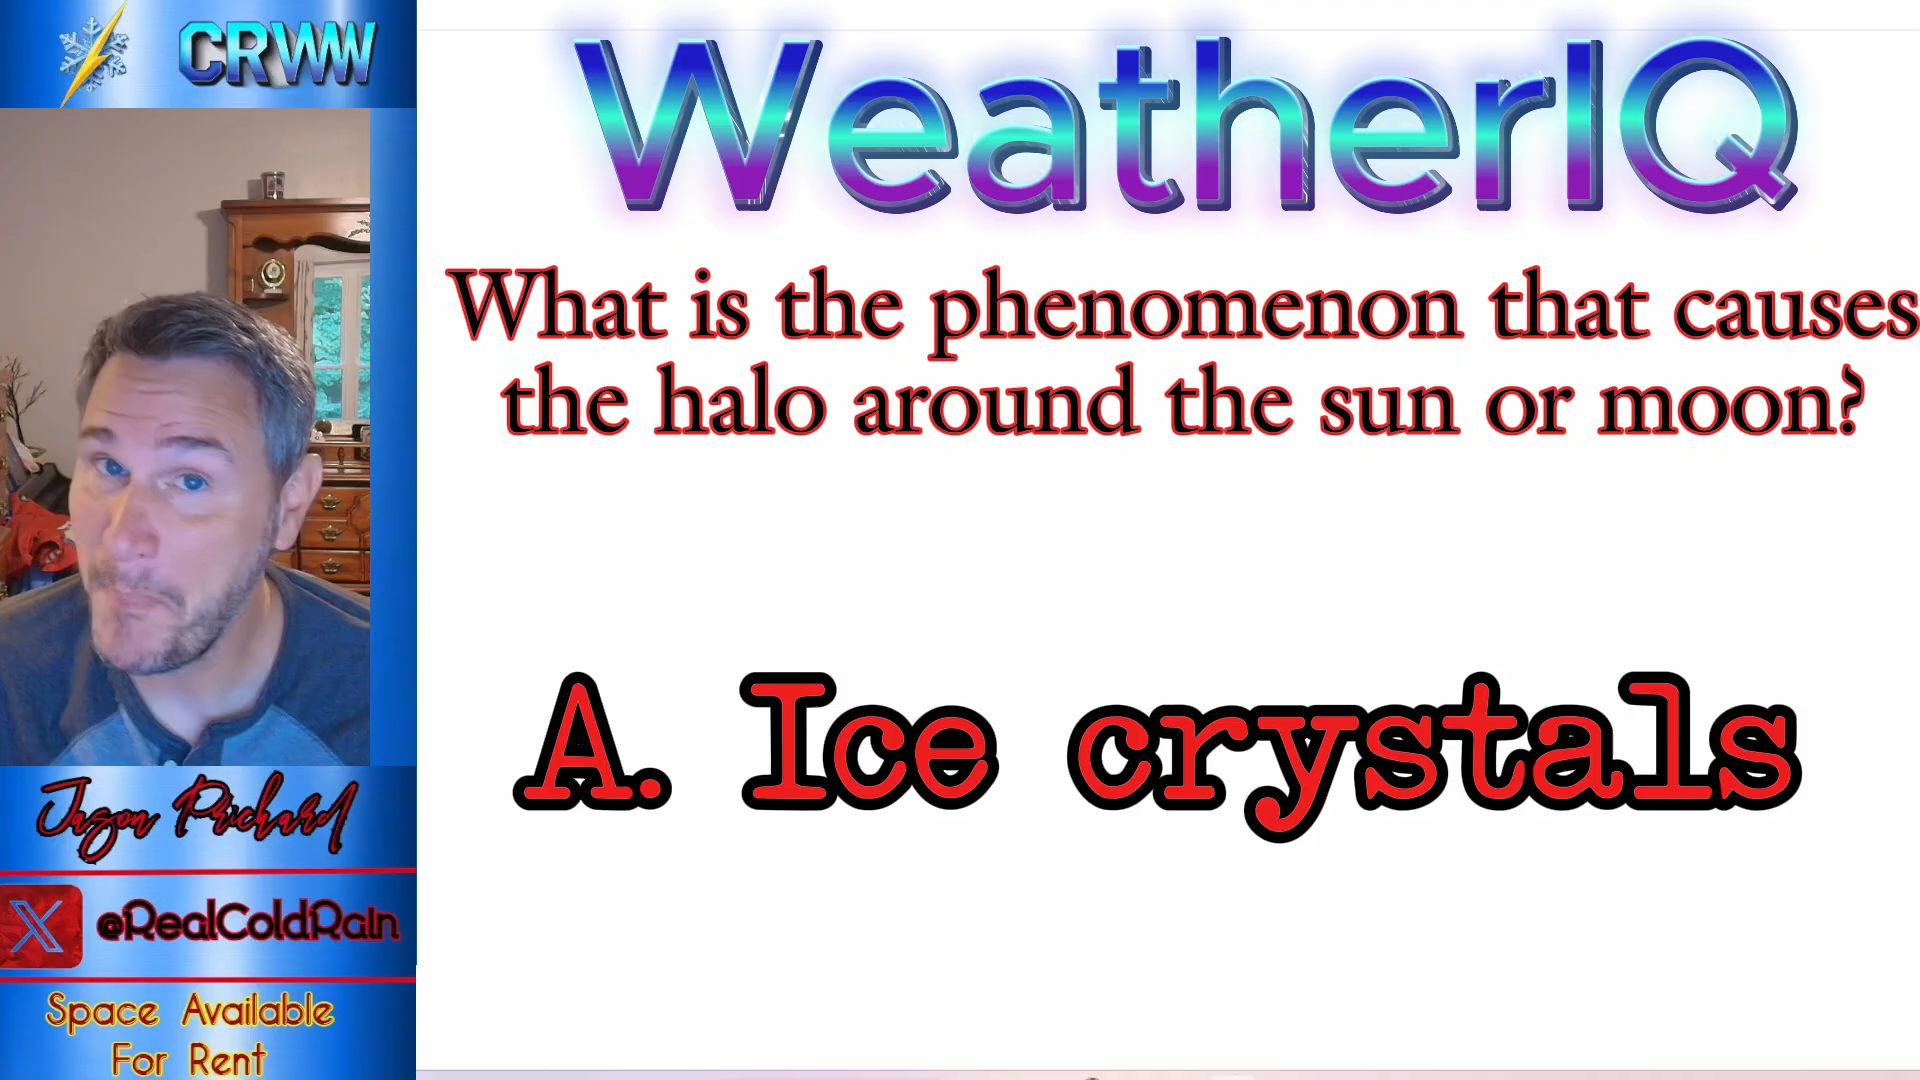 CRWW
WeatherIQ
What is the phenomenon that causes
the halo around the sun or moon?
A. Ice crystals
Jason Prichard
X @RealColdRain
Space Available
For Rent